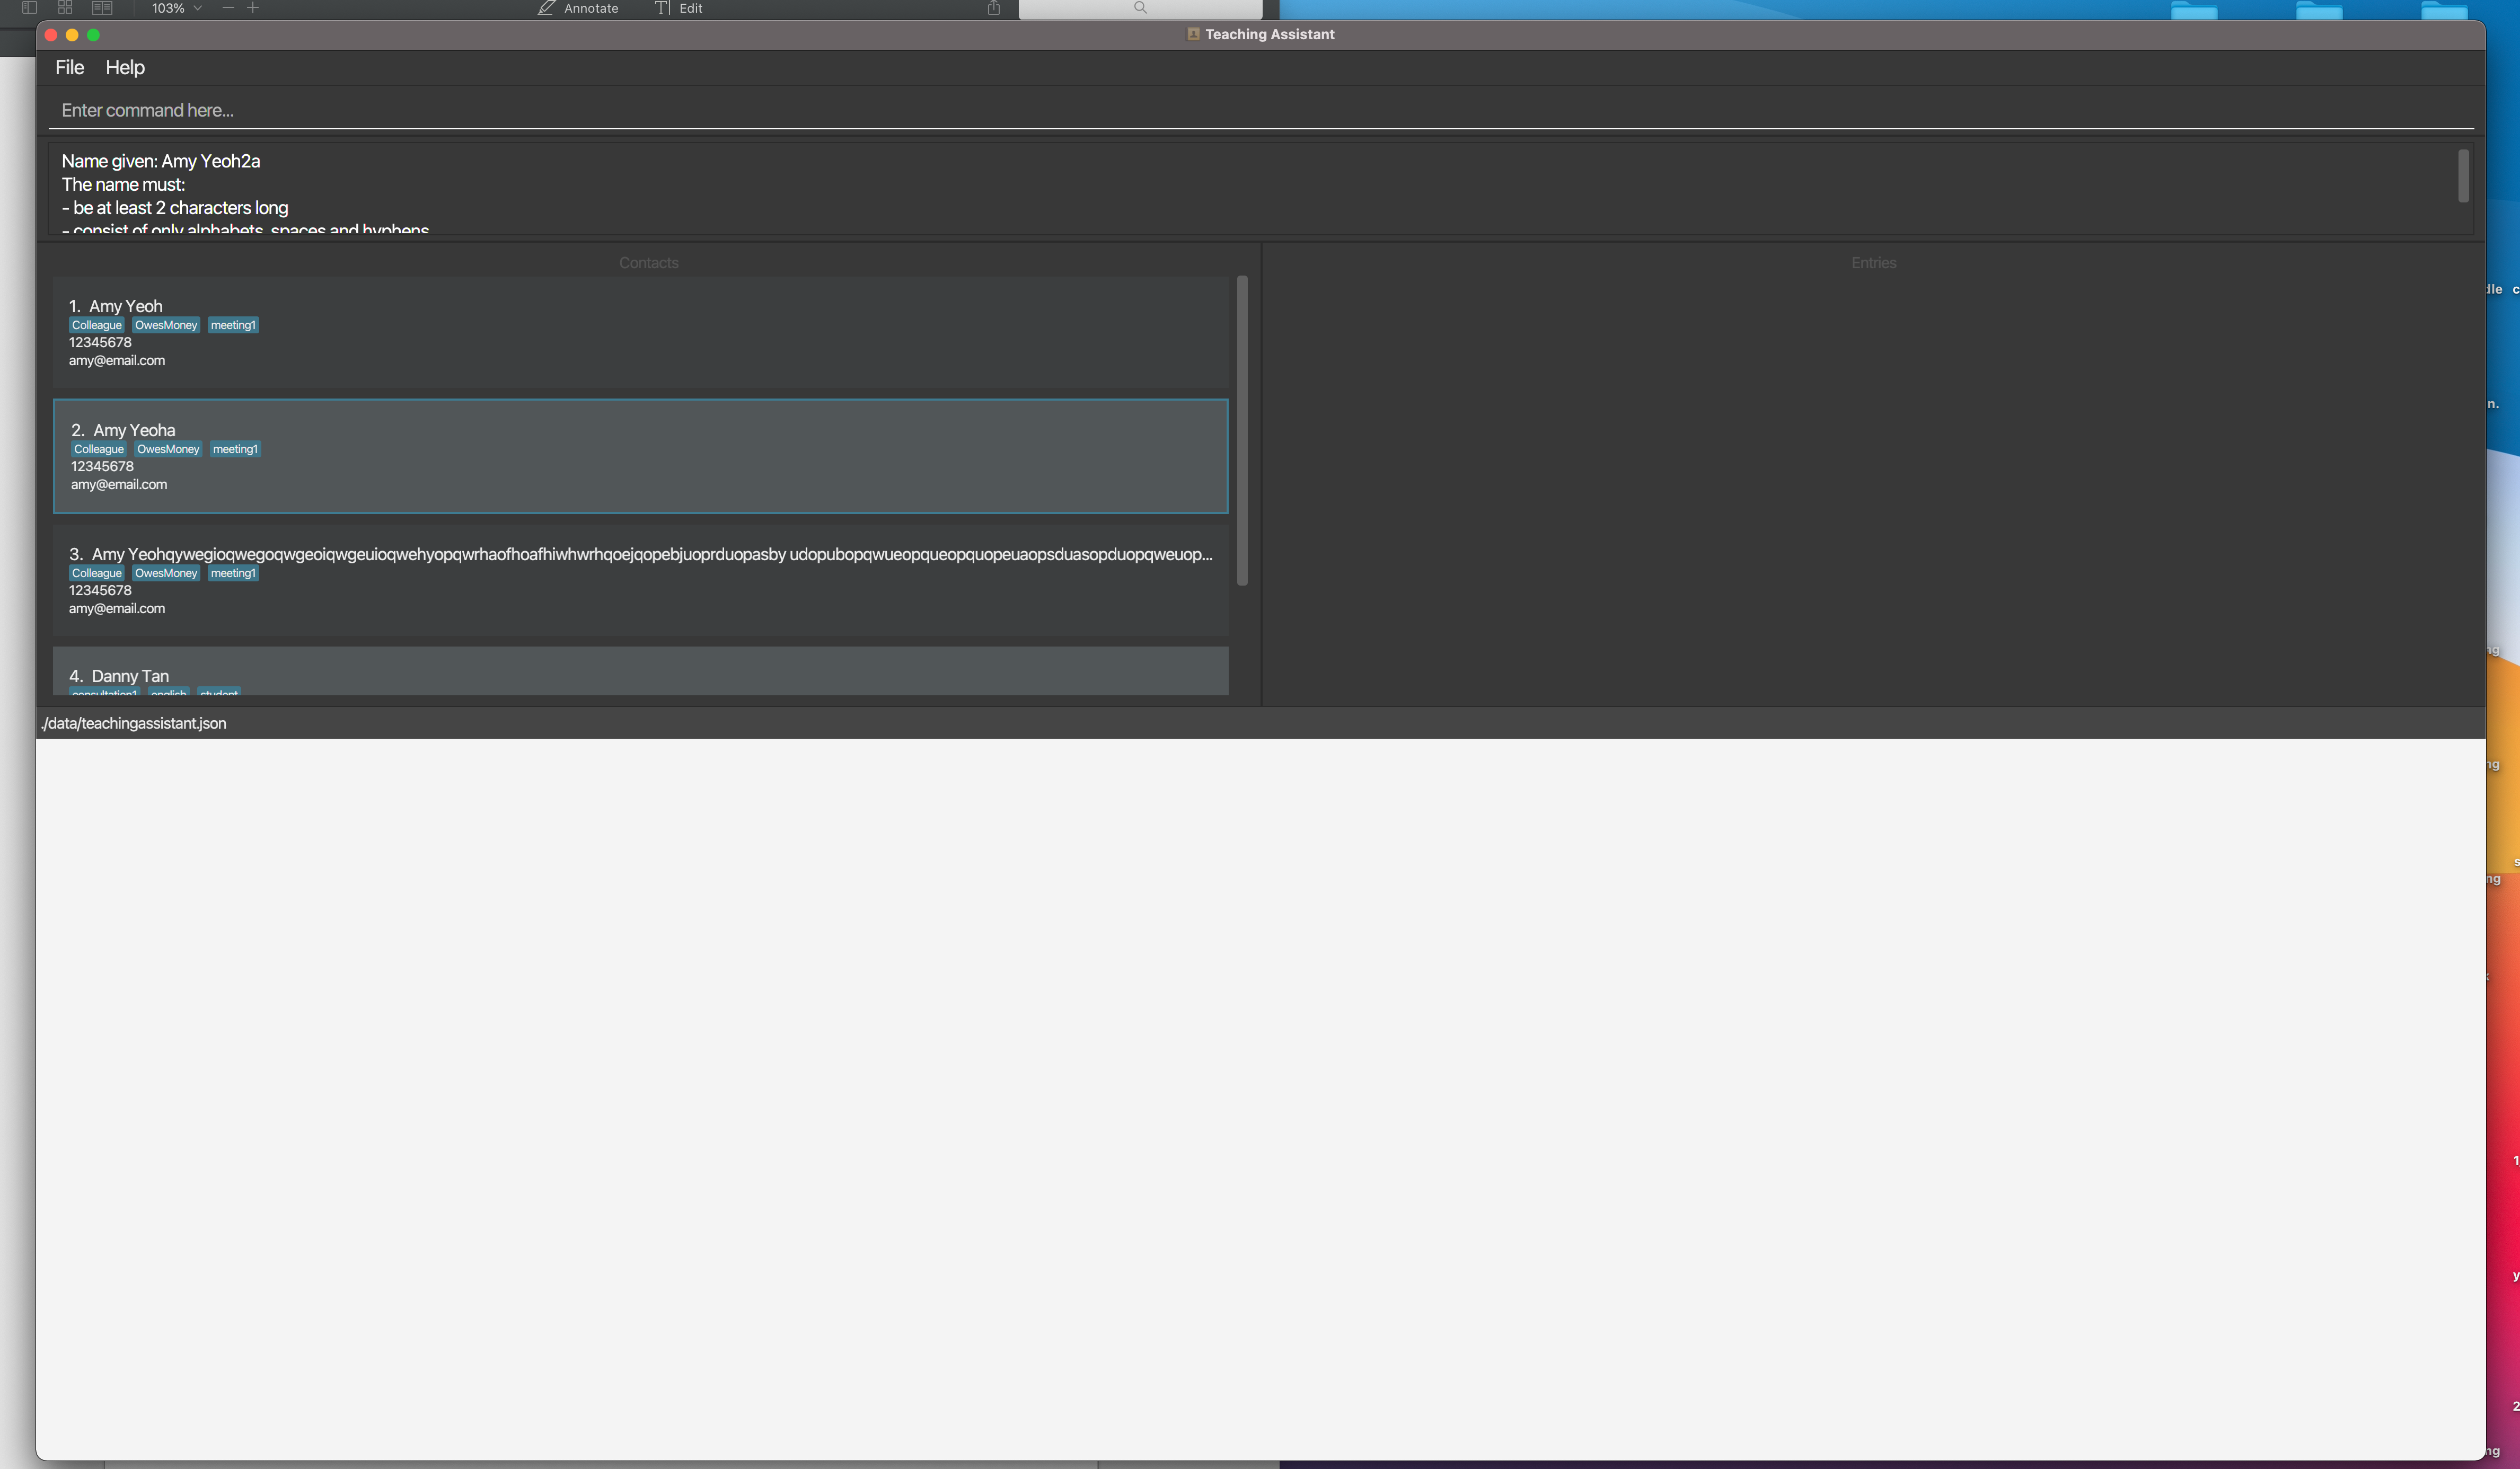 103%
Annotate
Edit
Teaching Assistant
File Help
Enter command here...
Name given: Amy Yeoh2a
The name must:
- be at least 2 characters long
- consist of only alphabets, spaces and hyphens
Contacts
Entries
1. Amy Yeoh
Colleague OwesMoney meeting1
12345678
amy@email.com
2. Amy Yeoha
Colleague OwesMoney meeting1
12345678
amy@email.com
3. Amy Yeohqywegioqwegoqwgeoiqwgeuioqwehyopqwrhaofhoafhiwhwrhqoejqopebjuoprduopasby udopubopqwueopqueopquopeuaopsduasopduopqweuop...
Colleague OwesMoney meeting1
12345678
amy@email.com
4. Danny Tan
consultation1 english student
./data/teachingassistant.json